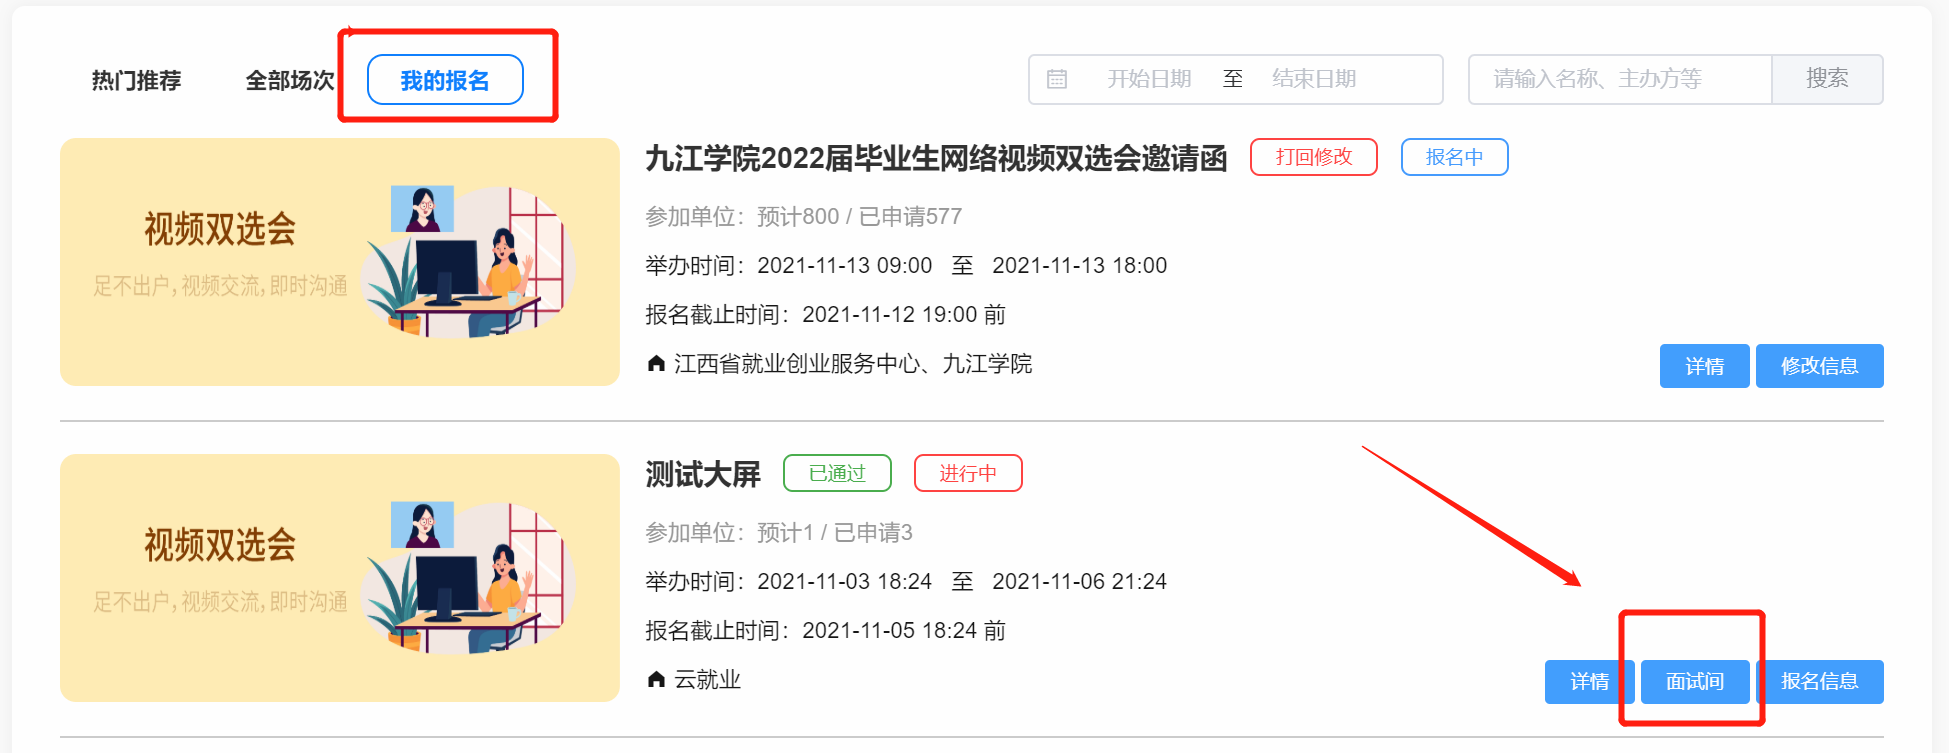 热门推荐 全部场次 我的报名 开始日期 至 结束日期 请输入名称、主办方等 搜索
视频双选会
足不出户,视频交流,即时沟通
九江学院2022届毕业生网络视频双选会邀请函 打回修改 报名中
参加单位：预计800 / 已申请577
举办时间：2021-11-13 09:00 至 2021-11-13 18:00
报名截止时间：2021-11-12 19:00 前
江西省就业创业服务中心、九江学院
详情 修改信息
视频双选会
足不出户,视频交流,即时沟通
测试大屏 已通过 进行中
参加单位：预计1 / 已申请3
举办时间：2021-11-03 18:24 至 2021-11-06 21:24
报名截止时间：2021-11-05 18:24 前
云就业
详情 面试间 报名信息